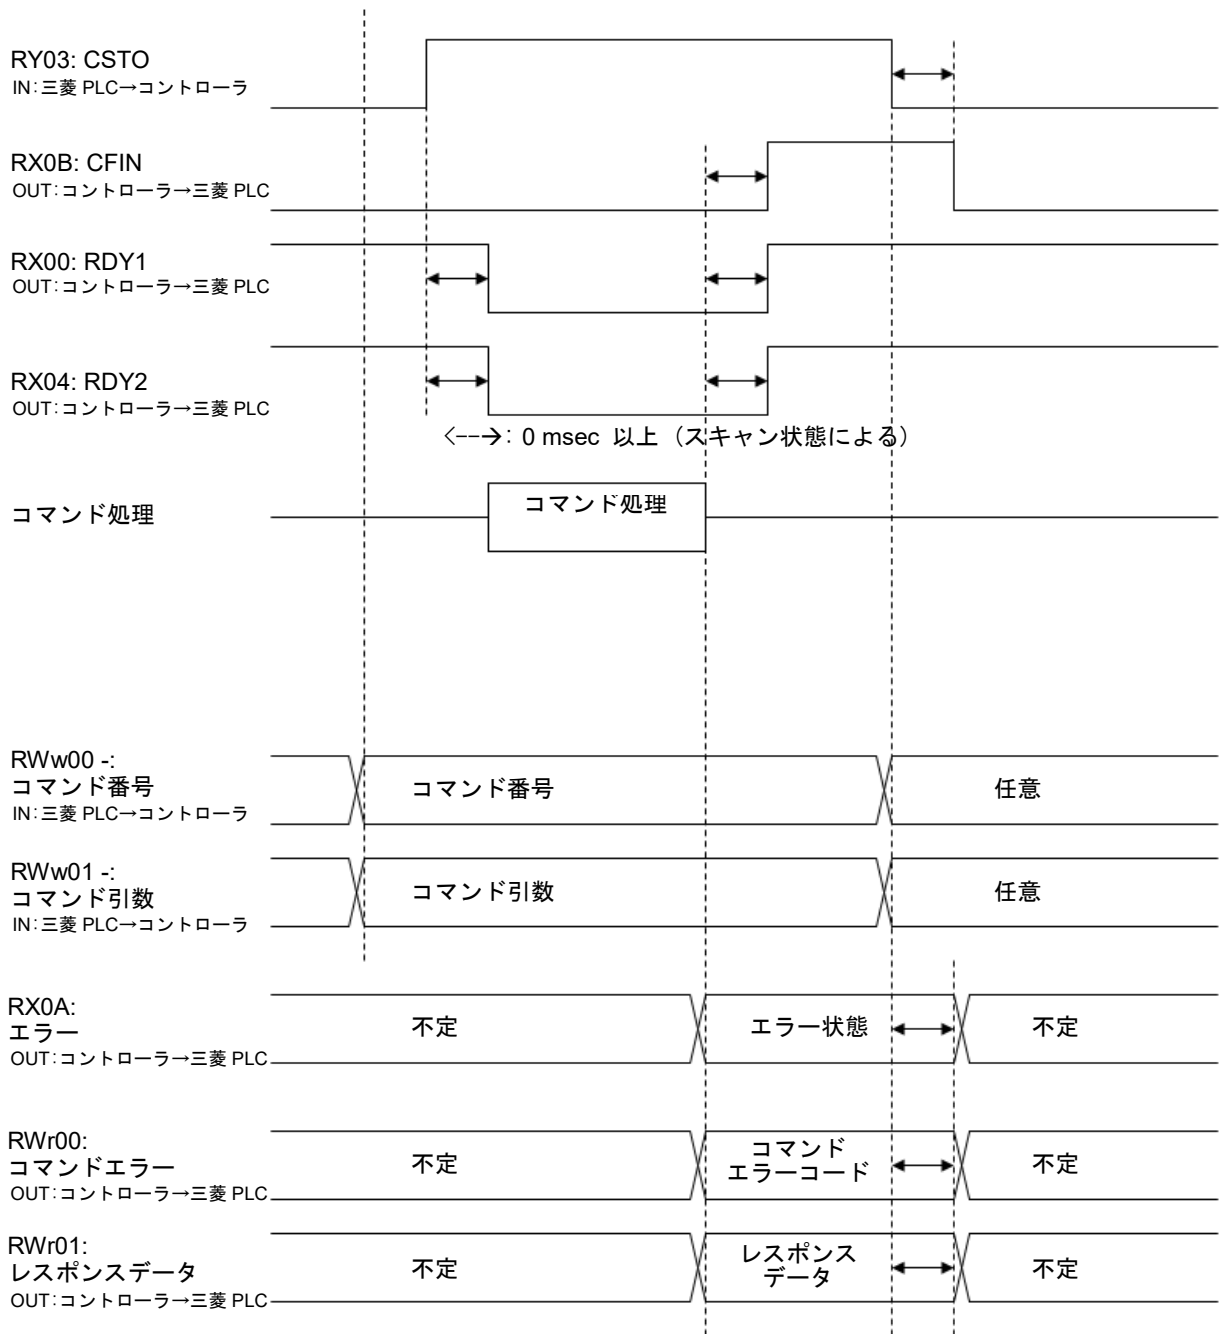 RY03: CSTO
IN:三菱 PLC→コントローラ
RX0B: CFIN
OUT:コントローラ→三菱 PLC
RX00: RDY1
OUT:コントローラ→三菱 PLC
RX04: RDY2
OUT:コントローラ→三菱 PLC
<-–→: 0 msec 以上（スキャン状態による）
コマンド処理
コマンド処理
RWw00 -:
コマンド番号
IN:三菱 PLC→コントローラ
コマンド番号
任意
RWw01 -:
コマンド引数
IN:三菱 PLC→コントローラ
コマンド引数
任意
RX0A:
エラー
OUT:コントローラ→三菱 PLC
不定
エラー状態
不定
RWr00:
コマンドエラー
OUT:コントローラ→三菱 PLC
不定
コマンド
エラーコード
不定
RWr01:
レスポンスデータ
OUT:コントローラ→三菱 PLC
不定
レスポンス
データ
不定